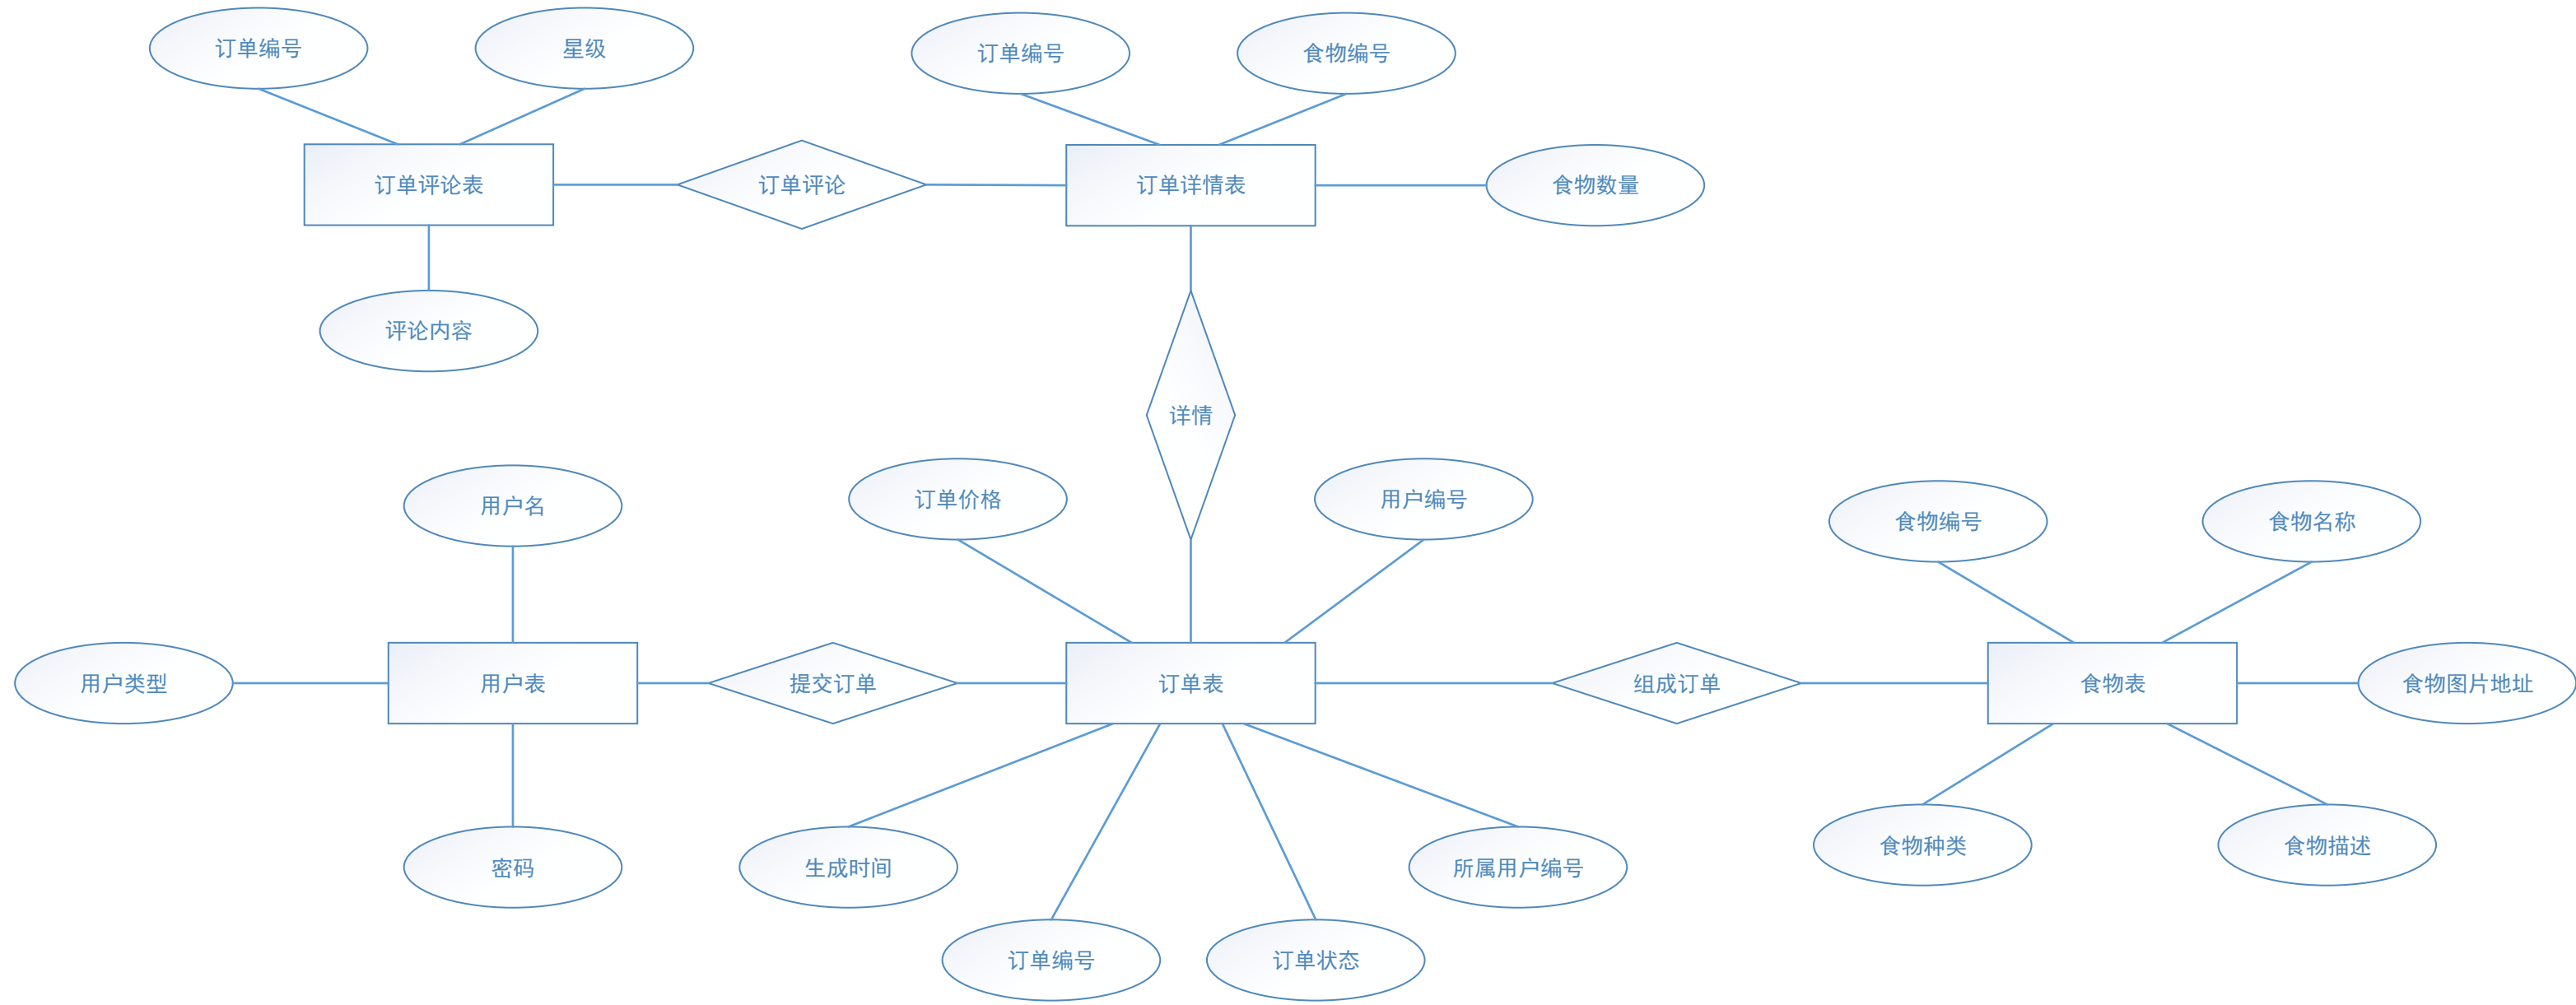 订单编号
星级
订单编号
食物编号
订单评论表
订单评论
订单详情表
食物数量
评论内容
详情
用户名
订单价格
用户编号
食物编号
食物名称
用户类型
用户表
提交订单
订单表
组成订单
食物表
食物图片地址
密码
生成时间
所属用户编号
食物种类
食物描述
订单编号
订单状态